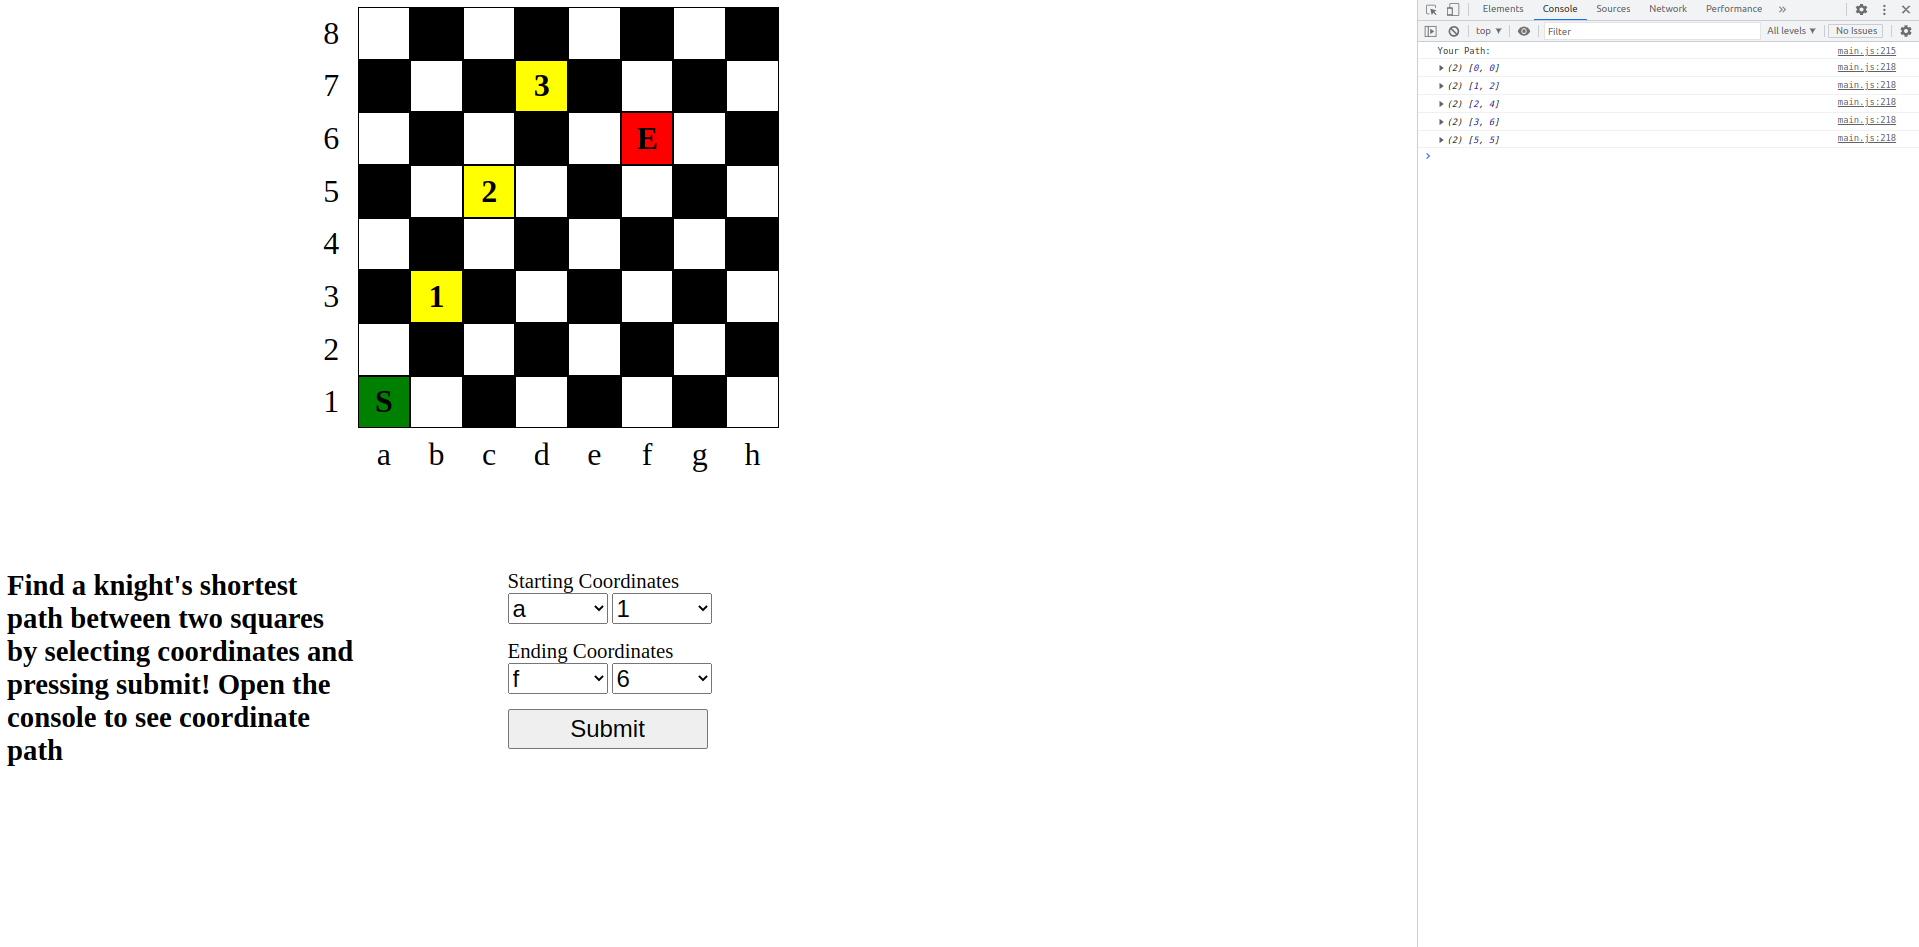 8
7
3
6
E
5
2
4
3
1
2
1
S
a b c d e f g h
Find a knight's shortest
path between two squares
by selecting coordinates and
pressing submit! Open the
console to see coordinate
path
Starting Coordinates
a 1
Ending Coordinates
f 6
Submit
Elements Console Sources Network Performance »
top ▼ Filter All levels ▼ No Issues
Your Path: main.js:215
▶ (2) [0, 0] main.js:218
▶ (2) [1, 2] main.js:218
▶ (2) [2, 4] main.js:218
▶ (2) [3, 6] main.js:218
▶ (2) [5, 5] main.js:218
›